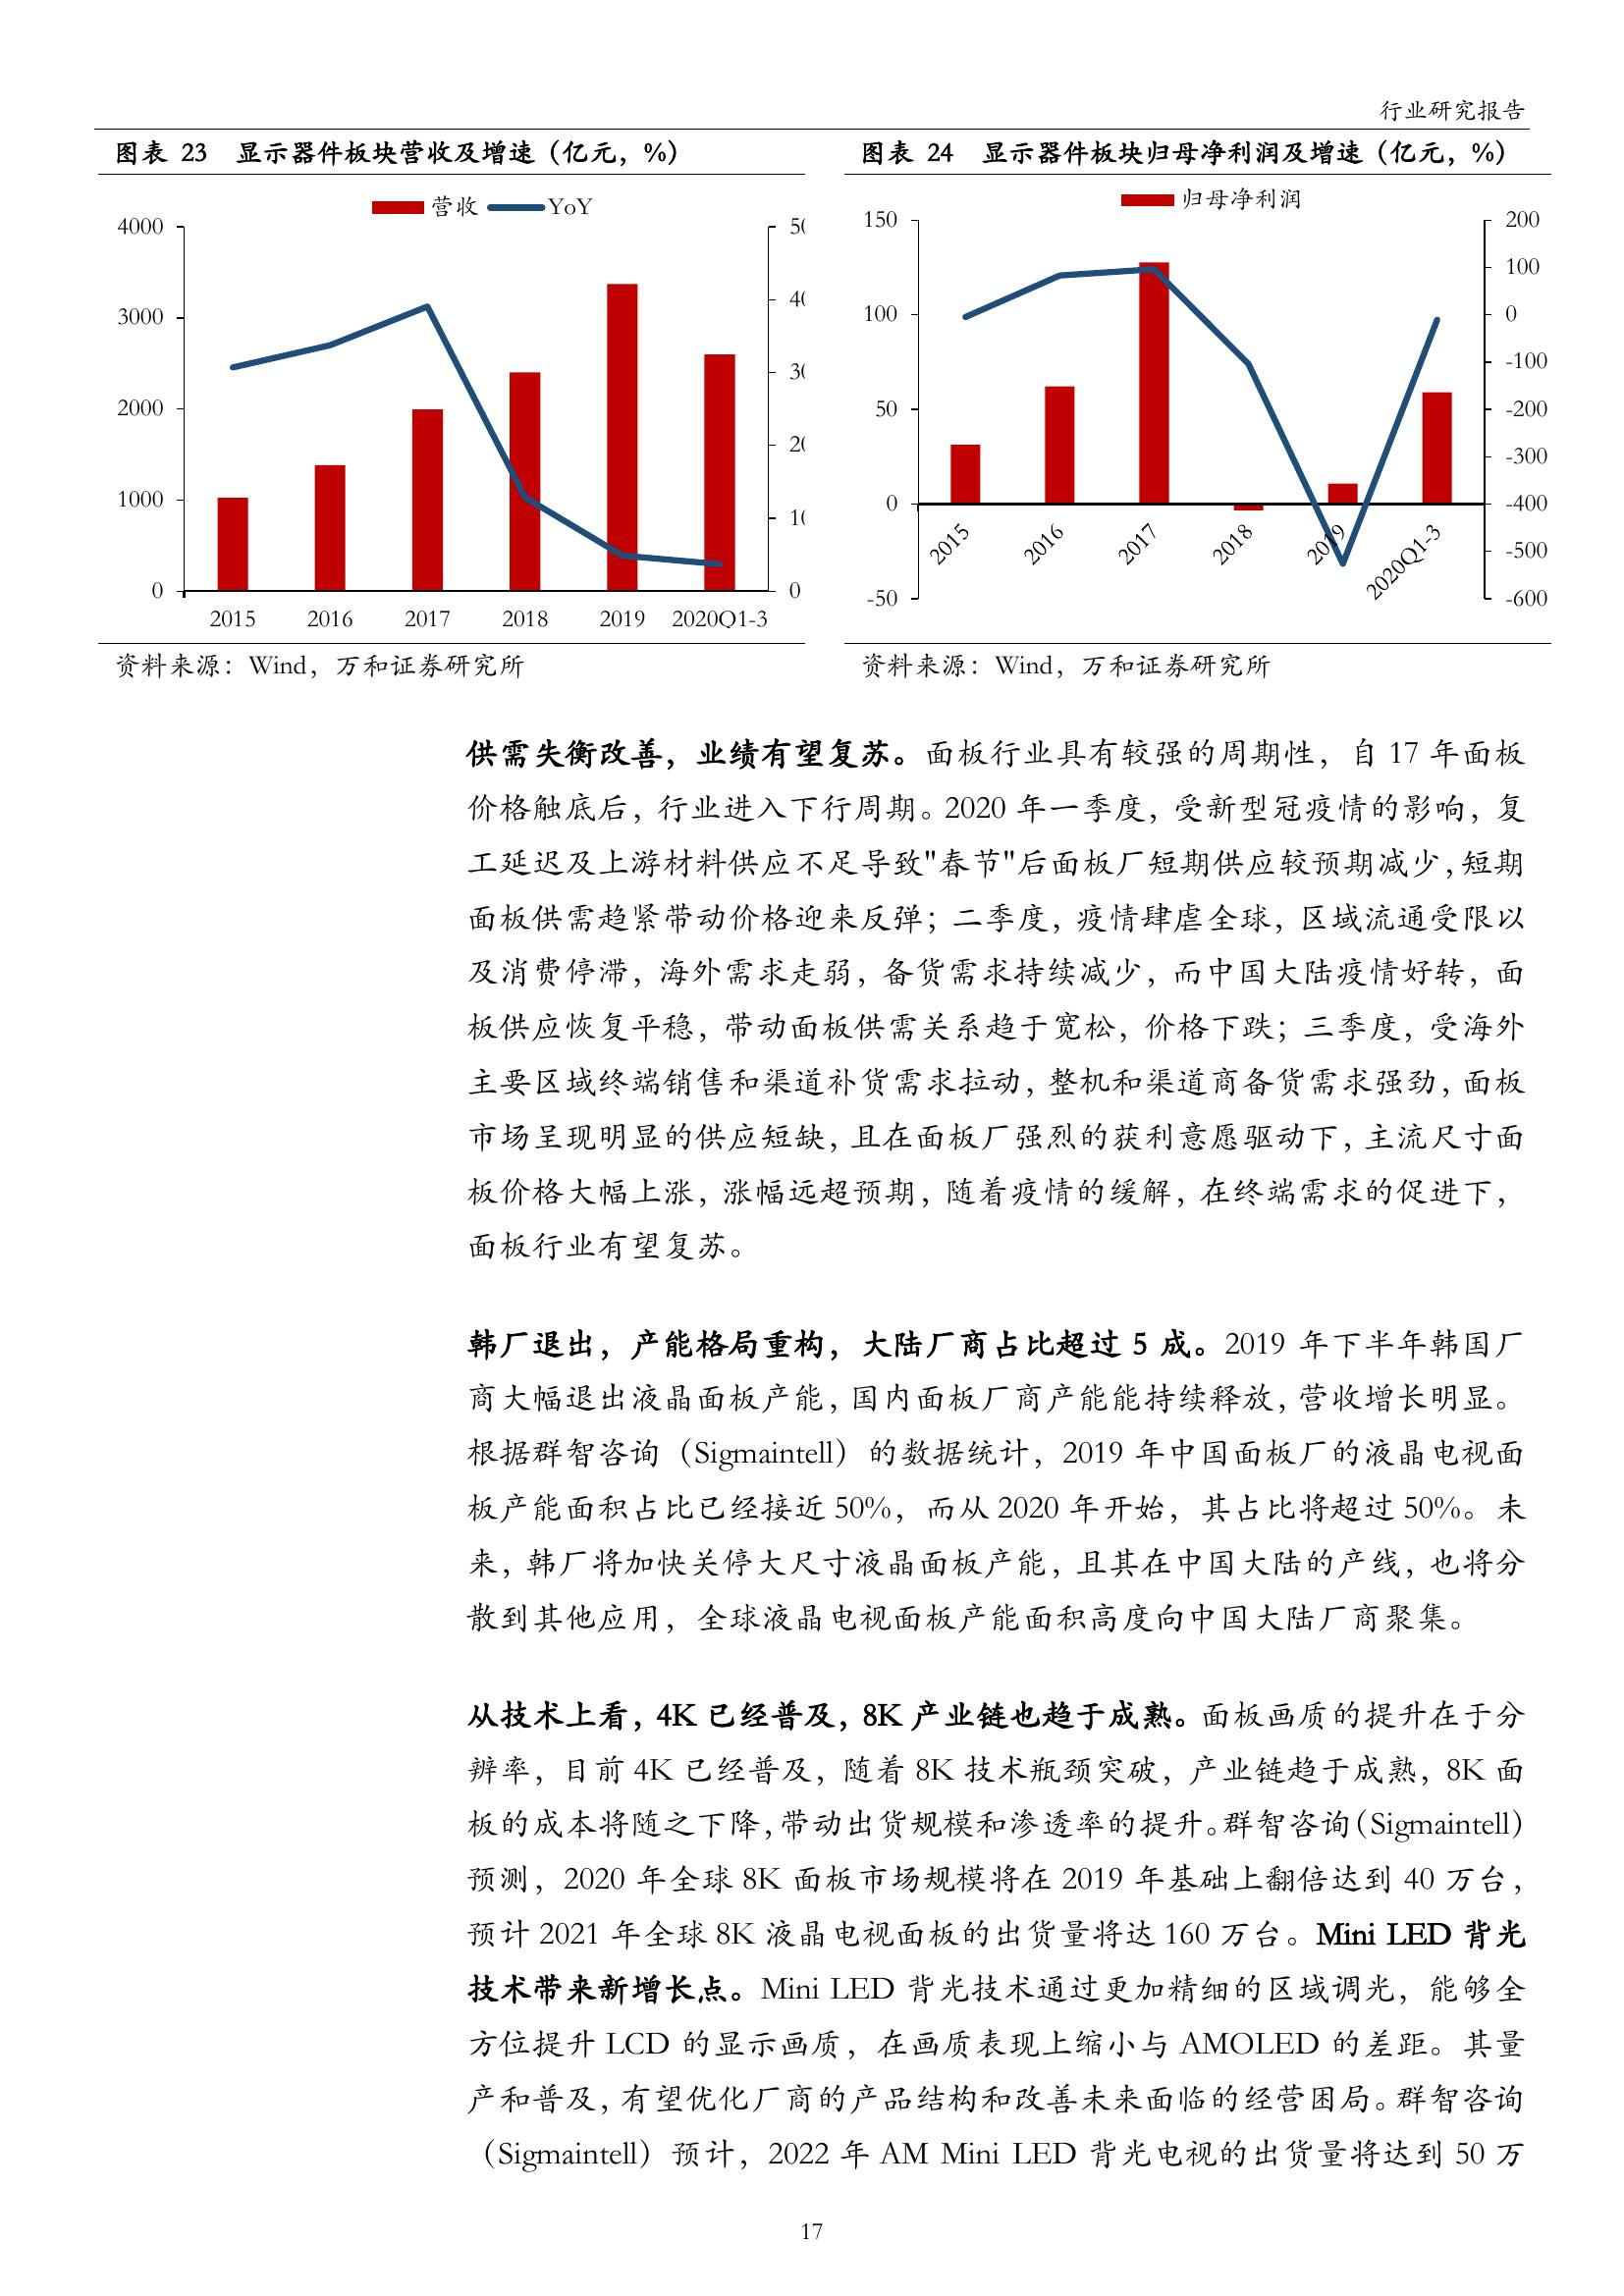 行业研究报告
图表 23 显示器件板块营收及增速（亿元，%）
营收 YoY
4000
3000
2000
1000
0
5(
4(
3(
2(
1(
0
2015 2016 2017 2018 2019 2020Q1-3
资料来源：Wind，万和证券研究所
图表 24 显示器件板块归母净利润及增速（亿元，%）
归母净利润
150
100
50
0
-50
200
100
0
-100
-200
-300
-400
-500
-600
2015 2016 2017 2018 2019 2020Q1-3
资料来源：Wind，万和证券研究所
供需失衡改善，业绩有望复苏。面板行业具有较强的周期性，自 17 年面板
价格触底后，行业进入下行周期。2020 年一季度，受新型冠疫情的影响，复
工延迟及上游材料供应不足导致"春节"后面板厂短期供应较预期减少，短期
面板供需趋紧带动价格迎来反弹；二季度，疫情肆虐全球，区域流通受限以
及消费停滞，海外需求走弱，备货需求持续减少，而中国大陆疫情好转，面
板供应恢复平稳，带动面板供需关系趋于宽松，价格下跌；三季度，受海外
主要区域终端销售和渠道补货需求拉动，整机和渠道商备货需求强劲，面板
市场呈现明显的供应短缺，且在面板厂强烈的获利意愿驱动下，主流尺寸面
板价格大幅上涨，涨幅远超预期，随着疫情的缓解，在终端需求的促进下，
面板行业有望复苏。
韩厂退出，产能格局重构，大陆厂商占比超过 5 成。2019 年下半年韩国厂
商大幅退出液晶面板产能，国内面板厂商产能能持续释放，营收增长明显。
根据群智咨询（Sigmaintell）的数据统计，2019 年中国面板厂的液晶电视面
板产能面积占比已经接近 50%，而从 2020 年开始，其占比将超过 50%。未
来，韩厂将加快关停大尺寸液晶面板产能，且其在中国大陆的产线，也将分
散到其他应用，全球液晶电视面板产能面积高度向中国大陆厂商聚集。
从技术上看，4K 已经普及，8K 产业链也趋于成熟。面板画质的提升在于分
辨率，目前 4K 已经普及，随着 8K 技术瓶颈突破，产业链趋于成熟，8K 面
板的成本将随之下降，带动出货规模和渗透率的提升。群智咨询（Sigmaintell）
预测，2020 年全球 8K 面板市场规模将在 2019 年基础上翻倍达到 40 万台，
预计 2021 年全球 8K 液晶电视面板的出货量将达 160 万台。Mini LED 背光
技术带来新增长点。Mini LED 背光技术通过更加精细的区域调光，能够全
方位提升 LCD 的显示画质，在画质表现上缩小与 AMOLED 的差距。其量
产和普及，有望优化厂商的产品结构和改善未来面临的经营困局。群智咨询
（Sigmaintell）预计，2022 年 AM Mini LED 背光电视的出货量将达到 50 万
17